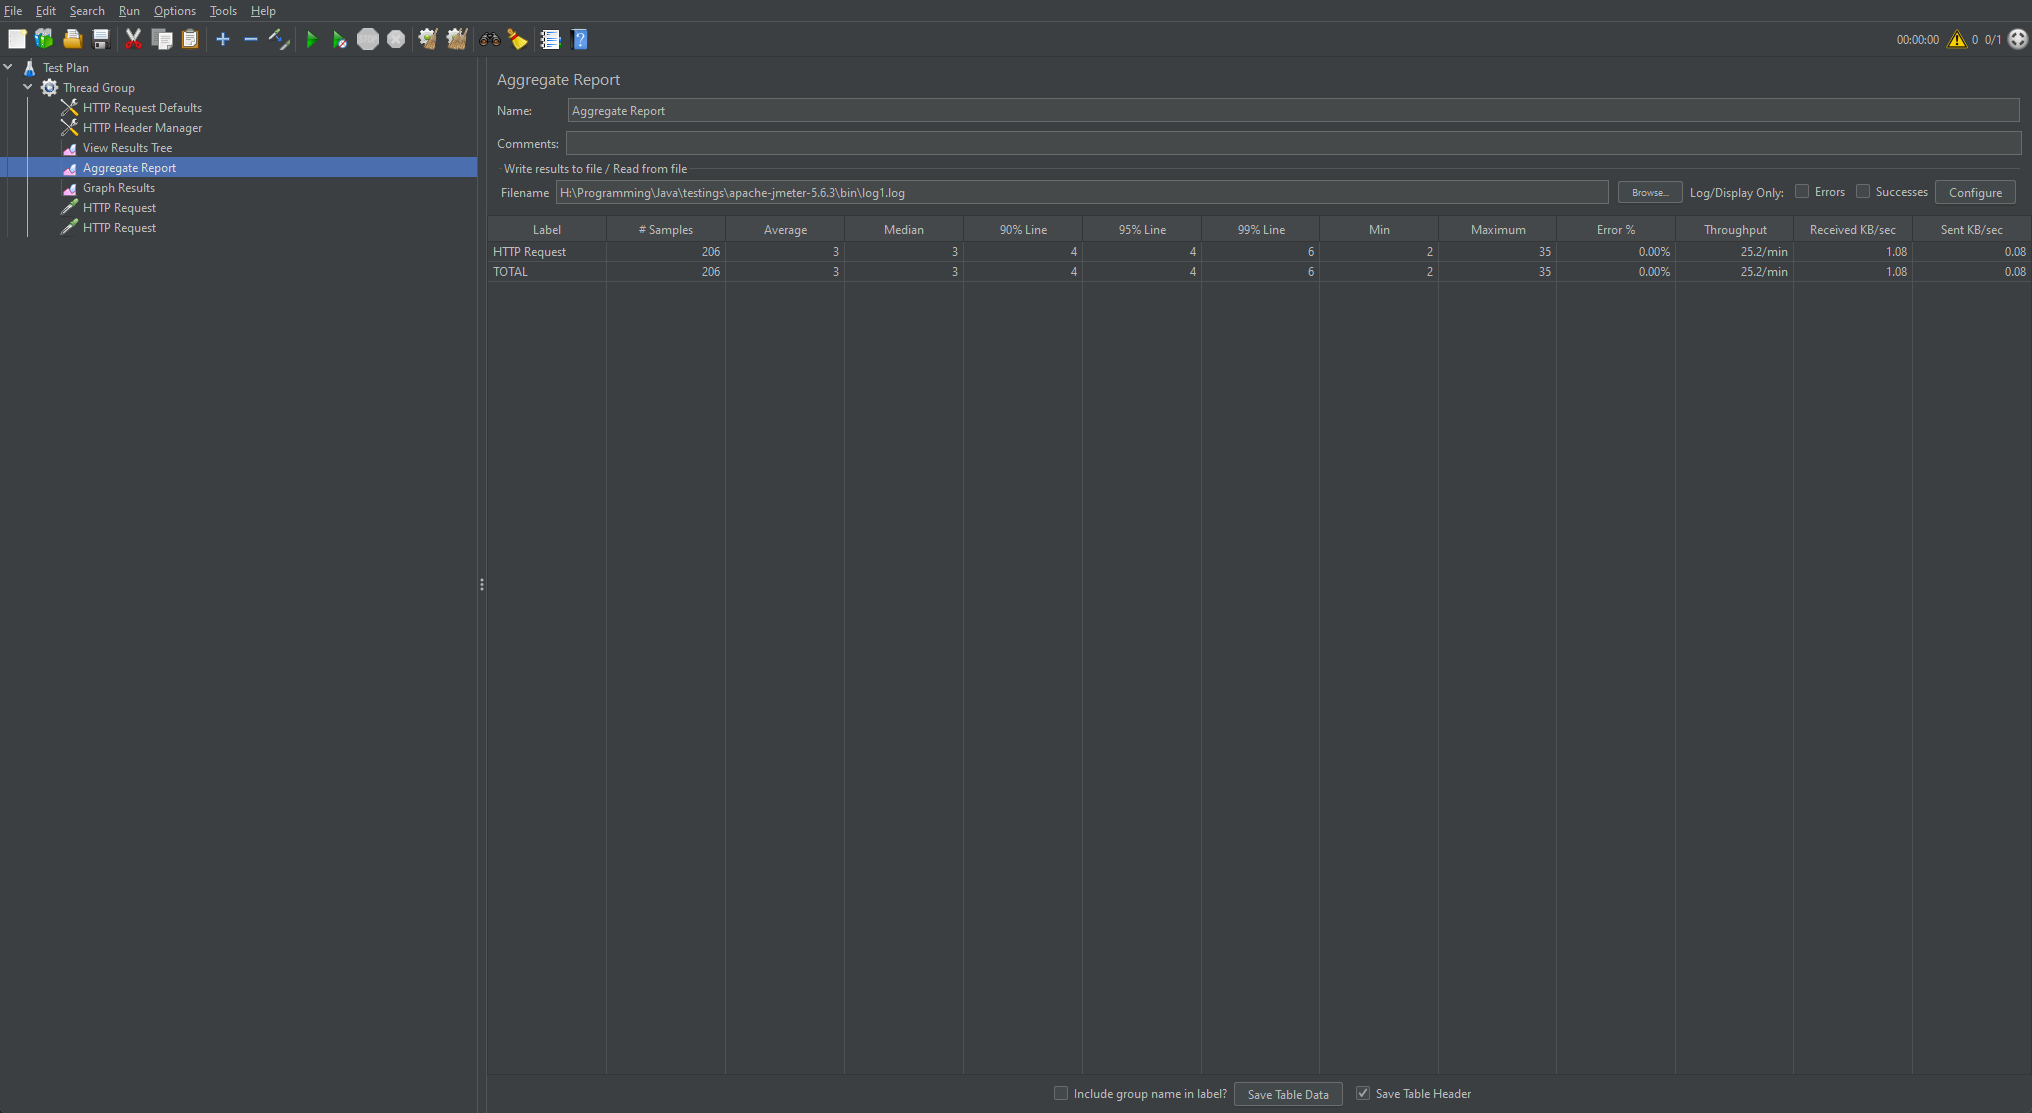 File Edit Search Run Options Tools Help
00:00:00 0 0/1
Test Plan
Thread Group
HTTP Request Defaults
HTTP Header Manager
View Results Tree
Aggregate Report
Graph Results
HTTP Request
HTTP Request
Aggregate Report
Name: Aggregate Report
Comments:
Write results to file / Read from file
Filename H:\Programming\Java\testings\apache-jmeter-5.6.3\bin\log1.log Browse... Log/Display Only: Errors Successes Configure
Label # Samples Average Median 90% Line 95% Line 99% Line Min Maximum Error % Throughput Received KB/sec Sent KB/sec
HTTP Request 206 3 3 4 4 6 2 35 0.00% 25.2/min 1.08 0.08
TOTAL 206 3 3 4 4 6 2 35 0.00% 25.2/min 1.08 0.08
Include group name in label? Save Table Data Save Table Header